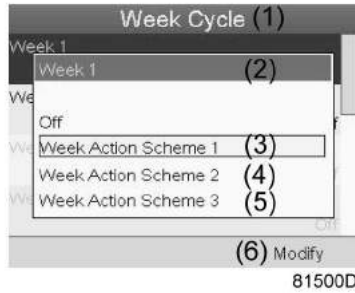 Week Cycle (1)
Week 1
Week 1 (2)
We
Off
Week Action Scheme 1 (3)
Week Action Scheme 2 (4)
Week Action Scheme 3 (5)
Off
(6) Modify
81500D